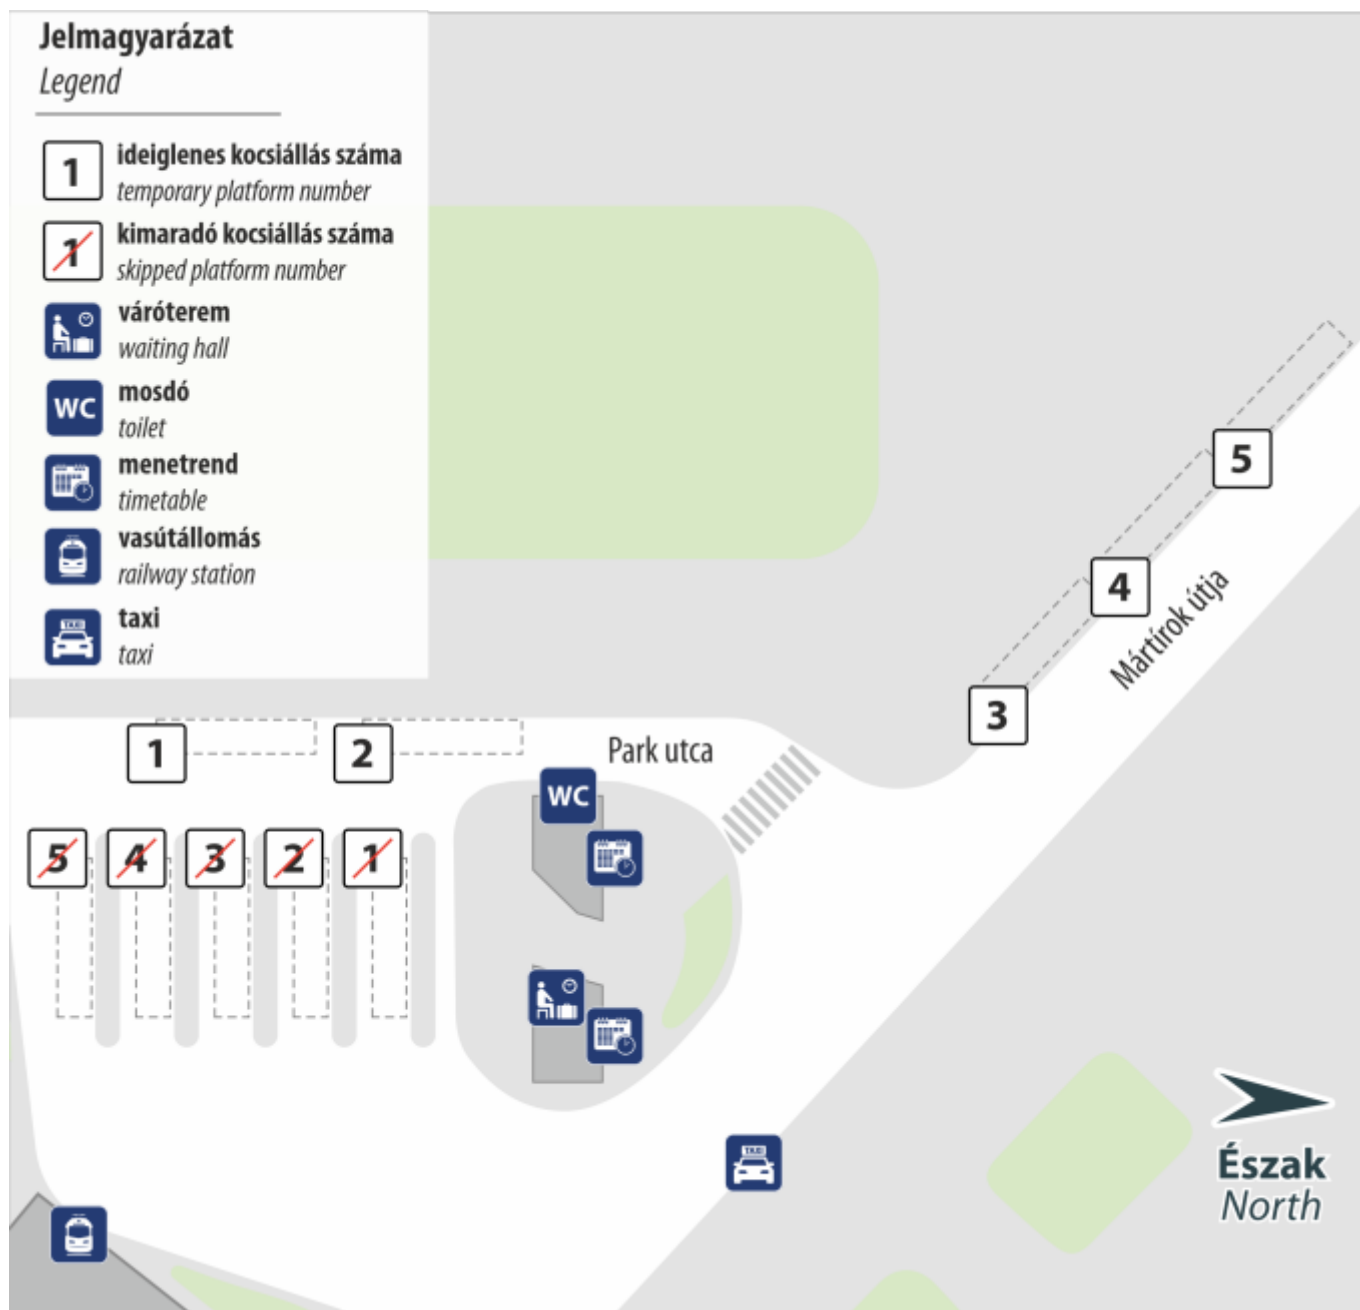 Jelmagyarázat
Legend
1
ideiglenes kocsiállás száma
temporary platform number
1
kimaradó kocsiállás száma
skipped platform number
váróterem
waiting hall
WC
mosdó
toilet
menetrend
timetable
vasútállomás
railway station
TAXI
taxi
taxi
5
4
Mártírok útja
3
1
2
Park utca
WC
5
4
3
2
1
TAXI
Észak
North